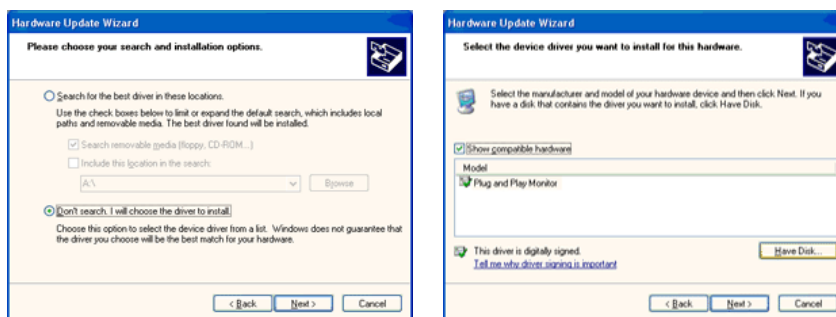 Hardware Update Wizard
Please choose your search and installation options.
Search for the best driver in these locations.
Use the check boxes below to limit or expand the default search, which includes local
paths and removable media. The best driver found will be installed.
Search removable media (floppy, CD-ROM...)
Include this location in the search:
A:\
Browse
Don't search. I will choose the driver to install.
Choose this option to select the device driver from a list. Windows does not guarantee that
the driver you choose will be the best match for your hardware.
< Back
Next >
Cancel
Hardware Update Wizard
Select the device driver you want to install for this hardware.
Select the manufacturer and model of your hardware device and then click Next. If you
have a disk that contains the driver you want to install, click Have Disk.
Show compatible hardware
Model
Plug and Play Monitor
This driver is digitally signed.
Tell me why driver signing is important
Have Disk...
< Back
Next >
Cancel